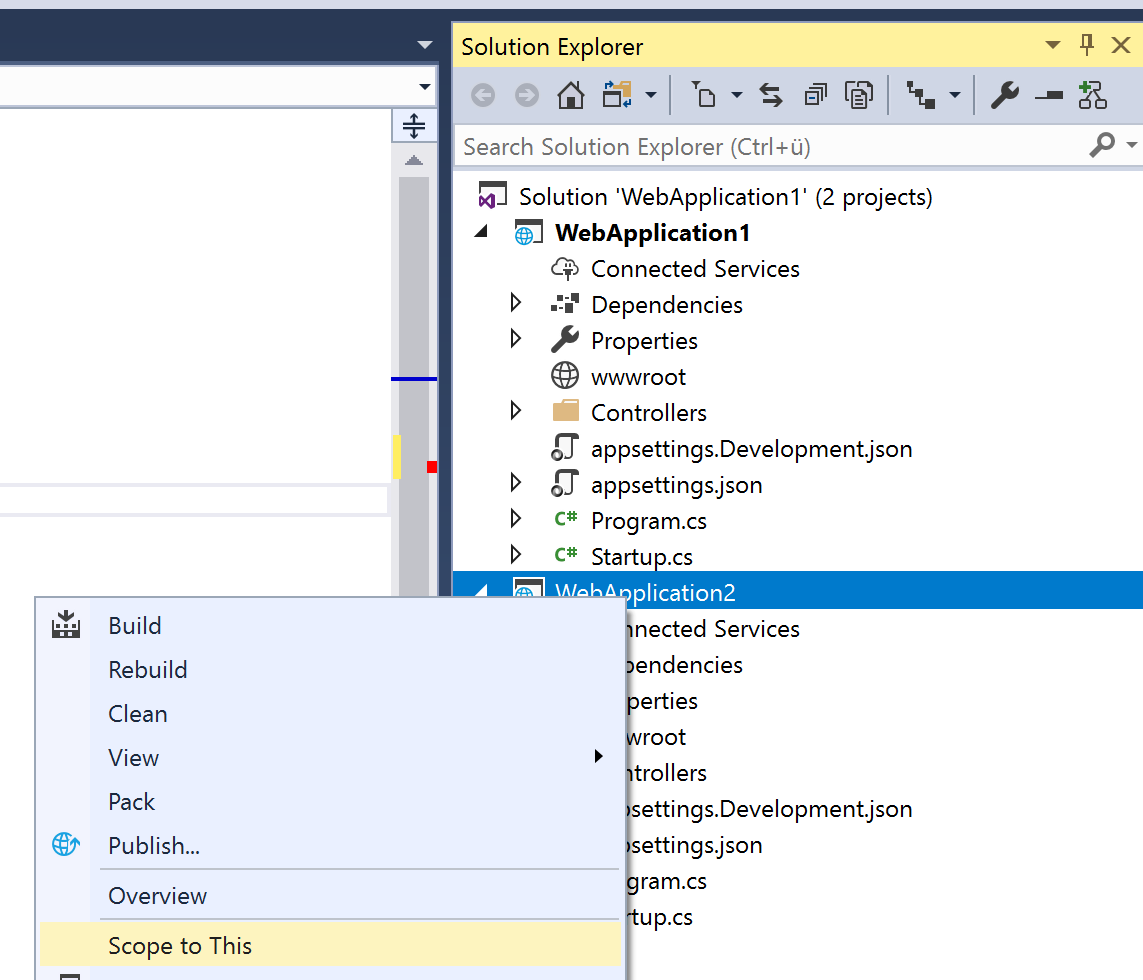 Solution Explorer
Search Solution Explorer (Ctrl+ü)
Solution 'WebApplication1' (2 projects)
WebApplication1
Connected Services
Dependencies
Properties
wwwroot
Controllers
appsettings.Development.json
appsettings.json
C# Program.cs
C# Startup.cs
WebApplication2
nnected Services
pendencies
perties
wroot
ntrollers
psettings.Development.json
psettings.json
gram.cs
rtup.cs
Build
Rebuild
Clean
View
Pack
Publish...
Overview
Scope to This